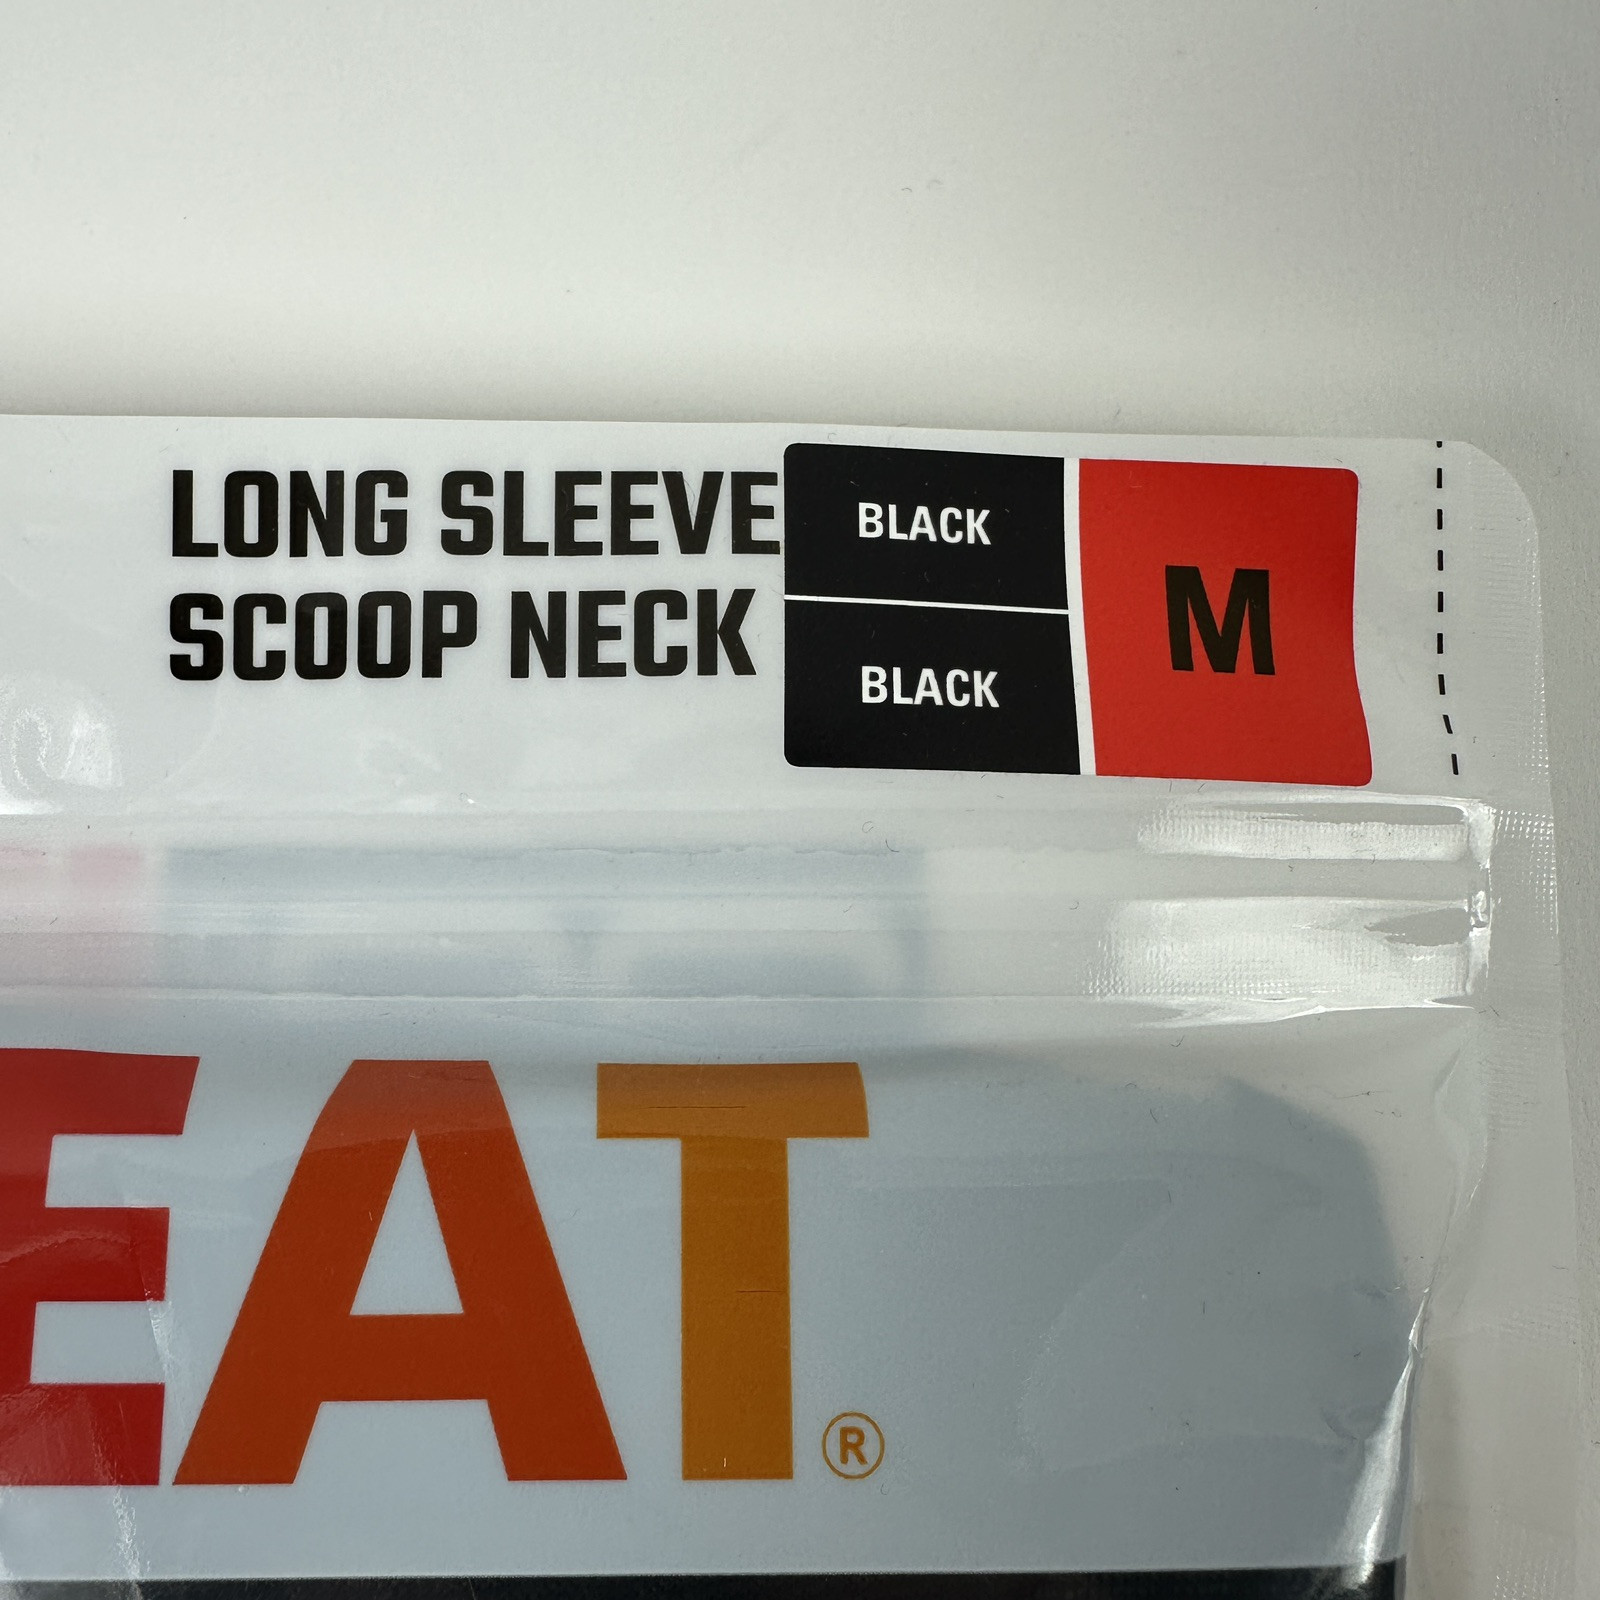 LONG SLEEVE
SCOOP NECK
BLACK
BLACK
M
EAT®